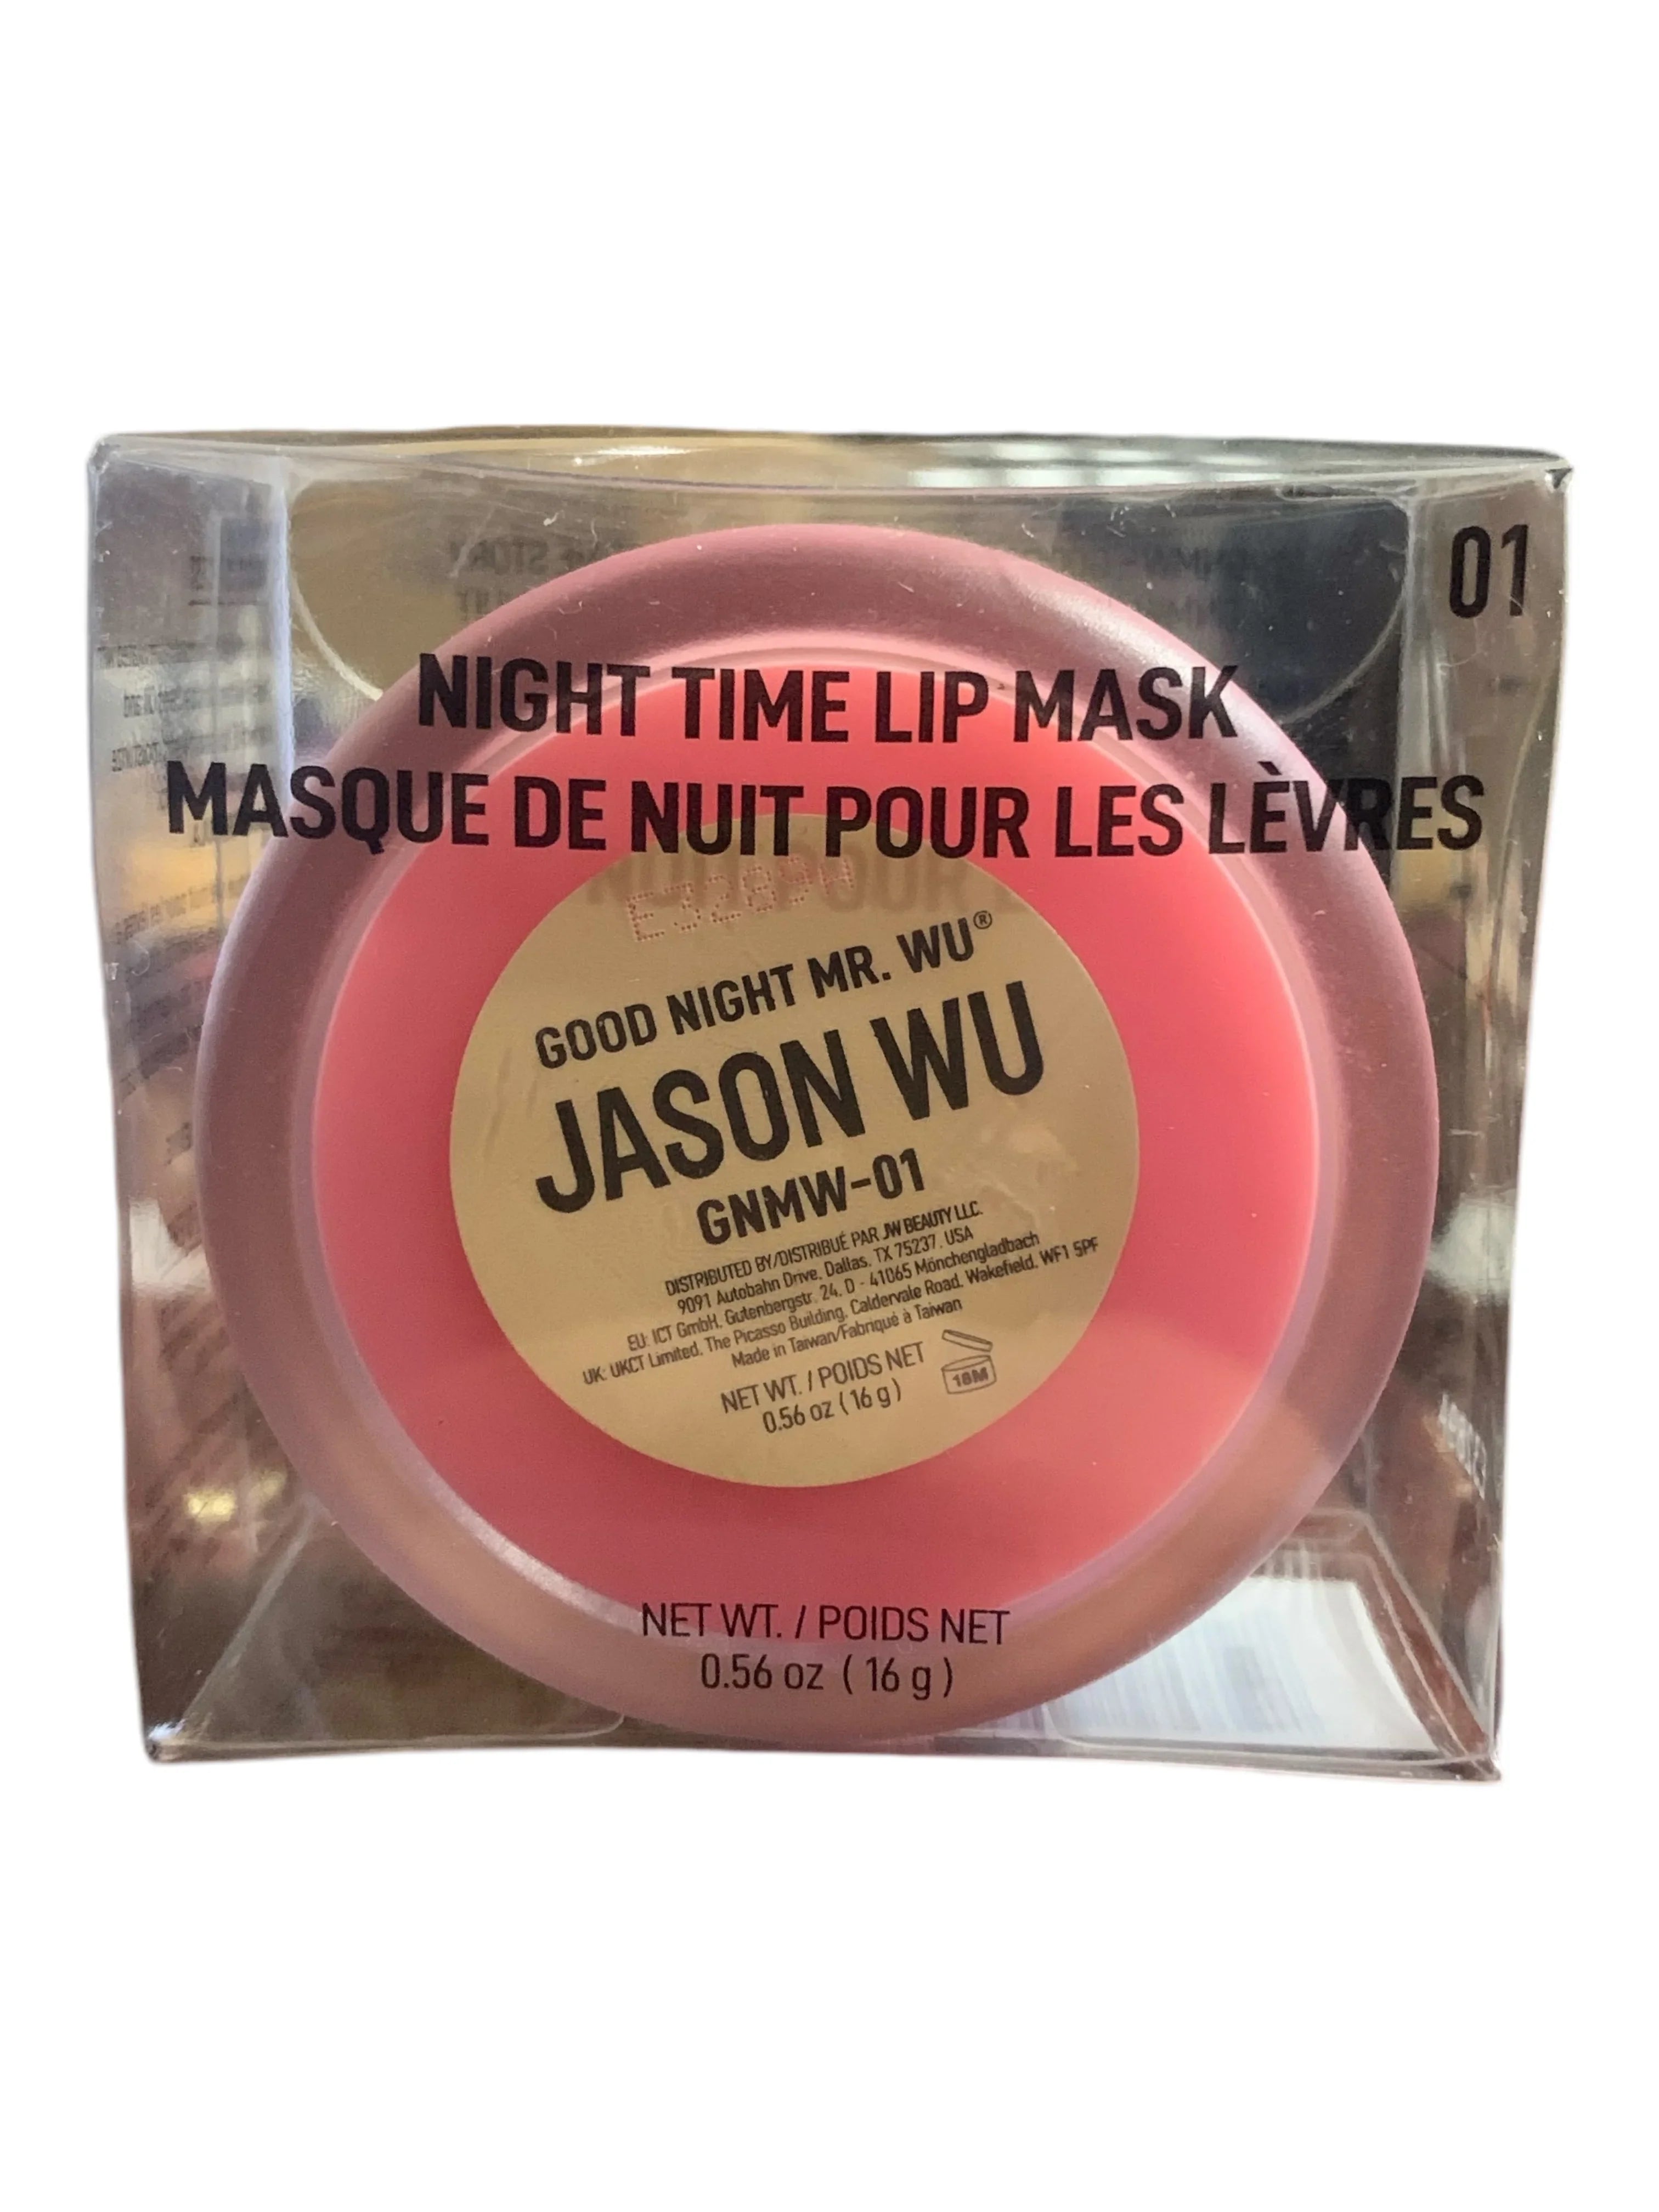 01
NIGHT TIME LIP MASK
MASQUE DE NUIT POUR LES LÈVRES
GOOD NIGHT MR. WU®
JASON WU
GNMW-01
DISTRIBUTED BY/DISTRIBUÉ PAR JW BEAUTY LLC.
9091 Autobahn Drive, Dallas, TX 75237, USA
EU: ICT GmbH, Gutenbergstr. 24, D - 41065 Mönchengladbach
UK: UKCT Limited, The Picasso Building, Caldervale Road, Wakefield, WF1 5PF
Made in Taiwan/Fabriqué à Taiwan
NET WT. / POIDS NET
0.56 oz ( 16 g )
18M
NET WT. / POIDS NET
0.56 oz ( 16 g )